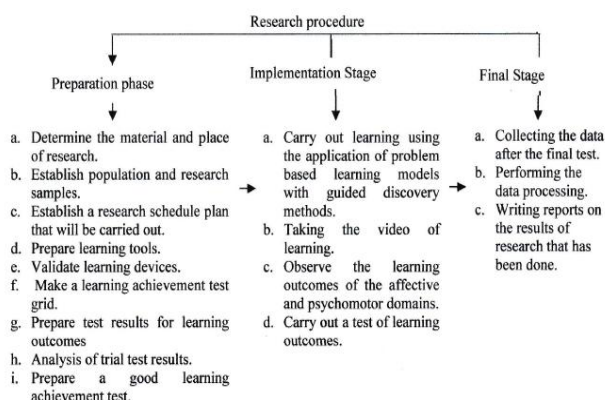 Research procedure
Preparation phase
a. Determine the material and place
of research.
b. Establish population and research
samples.
c. Establish a research schedule plan
that will be carried out.
d. Prepare learning tools.
e. Validate learning devices.
f. Make a learning achievement test
grid.
g. Prepare test results for learning
outcomes
h. Analysis of trial test results.
i. Prepare a good learning
achievement test.
Implementation Stage
a. Carry out learning using
the application of problem
based learning models
with guided discovery
methods.
b. Taking the video of
learning.
c. Observe the learning
outcomes of the affective
and psychomotor domains.
d. Carry out a test of learning
outcomes.
Final Stage
a. Collecting the data
after the final test.
b. Performing the
data processing.
c. Writing reports on
the results of
research that has
been done.